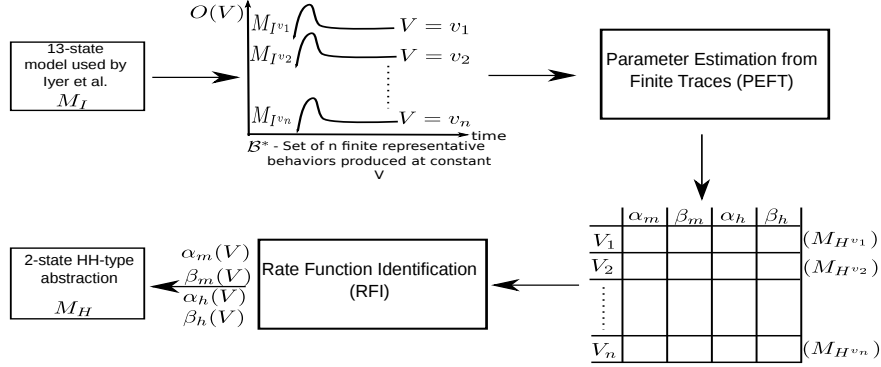 13-state
model used by
Iyer et al.
M_I
O(V)
M_{I^{v_1}} V = v_1
M_{I^{v_2}} V = v_2
M_{I^{v_n}} V = v_n
time
B* - Set of n finite representative
behaviors produced at constant
V
Parameter Estimation from
Finite Traces (PEFT)
α_m β_m α_h β_h
V_1 (M_{H^{v_1}})
V_2 (M_{H^{v_2}})
V_n (M_{H^{v_n}})
Rate Function Identification
(RFI)
α_m(V)
β_m(V)
α_h(V)
β_h(V)
2-state HH-type
abstraction
M_H